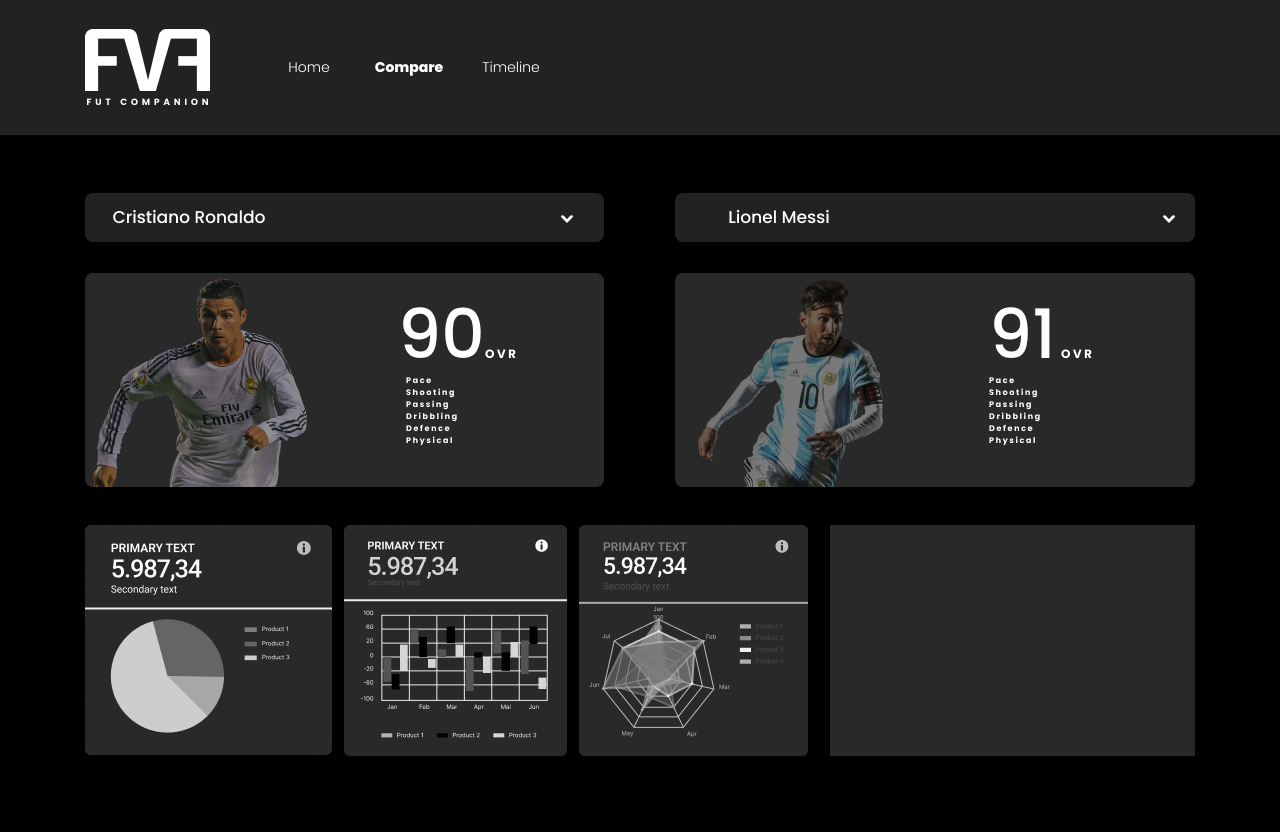 FVF
FUT COMPANION
Home
Compare
Timeline
Cristiano Ronaldo
Lionel Messi
Fly
Emirates
90 OVR
Pace
Shooting
Passing
Dribbling
Defence
Physical
10
91 OVR
Pace
Shooting
Passing
Dribbling
Defence
Physical
PRIMARY TEXT
5.987,34
Secondary text
Product 1
Product 2
Product 3
PRIMARY TEXT
5.987,34
Secondary text
100
60
20
0
-20
-60
-100
Jan Feb Mar Apr Mai Jun
Product 1 Product 2 Product 3
PRIMARY TEXT
5.987,34
Secondary text
Jan
100
Jul
Feb
Jun
Mar
May
Apr
Product 1
Product 2
Product 3
Product 4